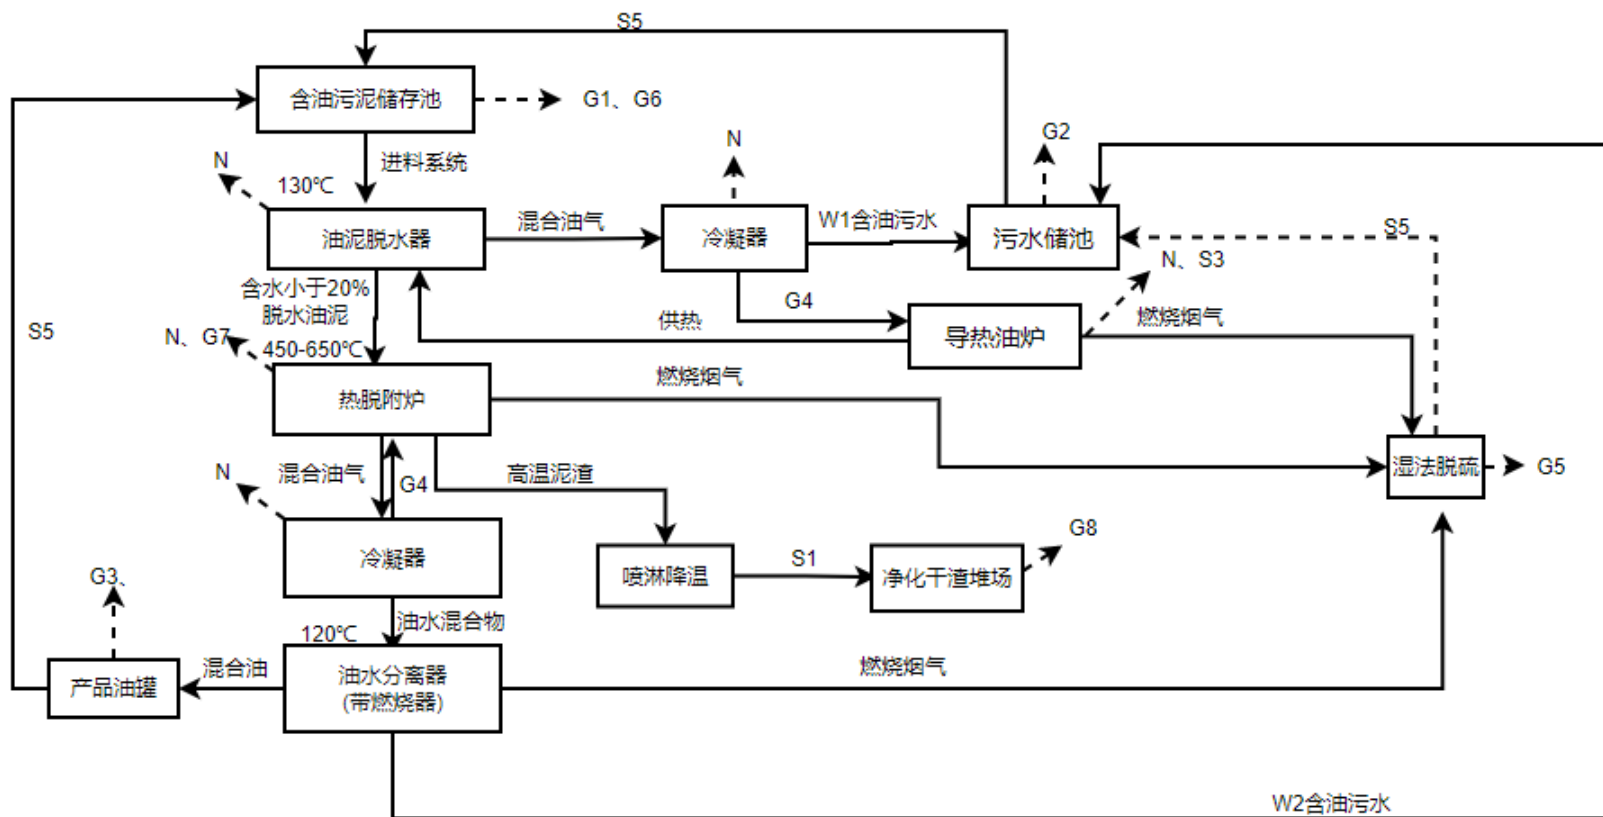 S5
含油污泥储存池
G1、G6
进料系统
N
130℃
油泥脱水器
混合油气
N
冷凝器
W1含油污水
G2
污水储池
S5
N、S3
含水小于20%
脱水油泥
G4
供热
导热油炉
燃烧烟气
S5
N、G7
450-650℃
热脱附炉
燃烧烟气
湿法脱硫
G5
混合油气
G4
N
高温泥渣
冷凝器
喷淋降温
S1
净化干渣堆场
G8
G3、
油水混合物
120℃
产品油罐
混合油
油水分离器
(带燃烧器)
燃烧烟气
W2含油污水